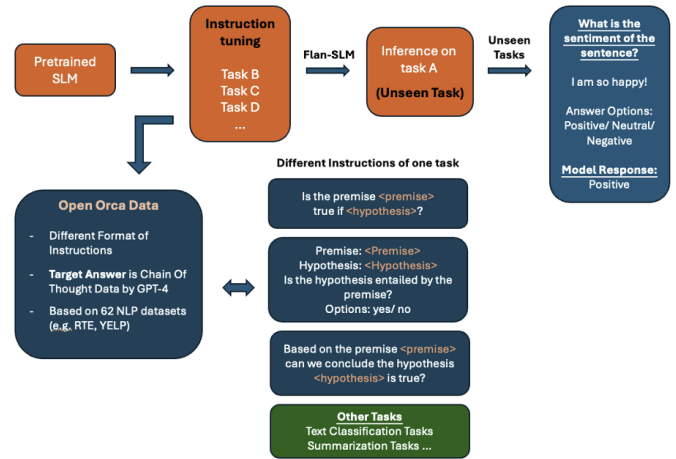 Pretrained
SLM
Instruction
tuning
Task B
Task C
Task D
...
Flan-SLM
Inference on
task A
(Unseen Task)
Unseen
Tasks
What is the
sentiment of the
sentence?
I am so happy!
Answer Options:
Positive/ Neutral/
Negative
Model Response:
Positive
Open Orca Data
- Different Format of
Instructions
- Target Answer is Chain Of
Thought Data by GPT-4
- Based on 62 NLP datasets
(e.g. RTE, YELP)
Different Instructions of one task
Is the premise <premise>
true if <hypothesis>?
Premise: <Premise>
Hypothesis: <Hypothesis>
Is the hypothesis entailed by the
premise?
Options: yes/ no
Based on the premise <premise>
can we conclude the hypothesis
<hypothesis> is true?
Other Tasks
Text Classification Tasks
Summarization Tasks ...